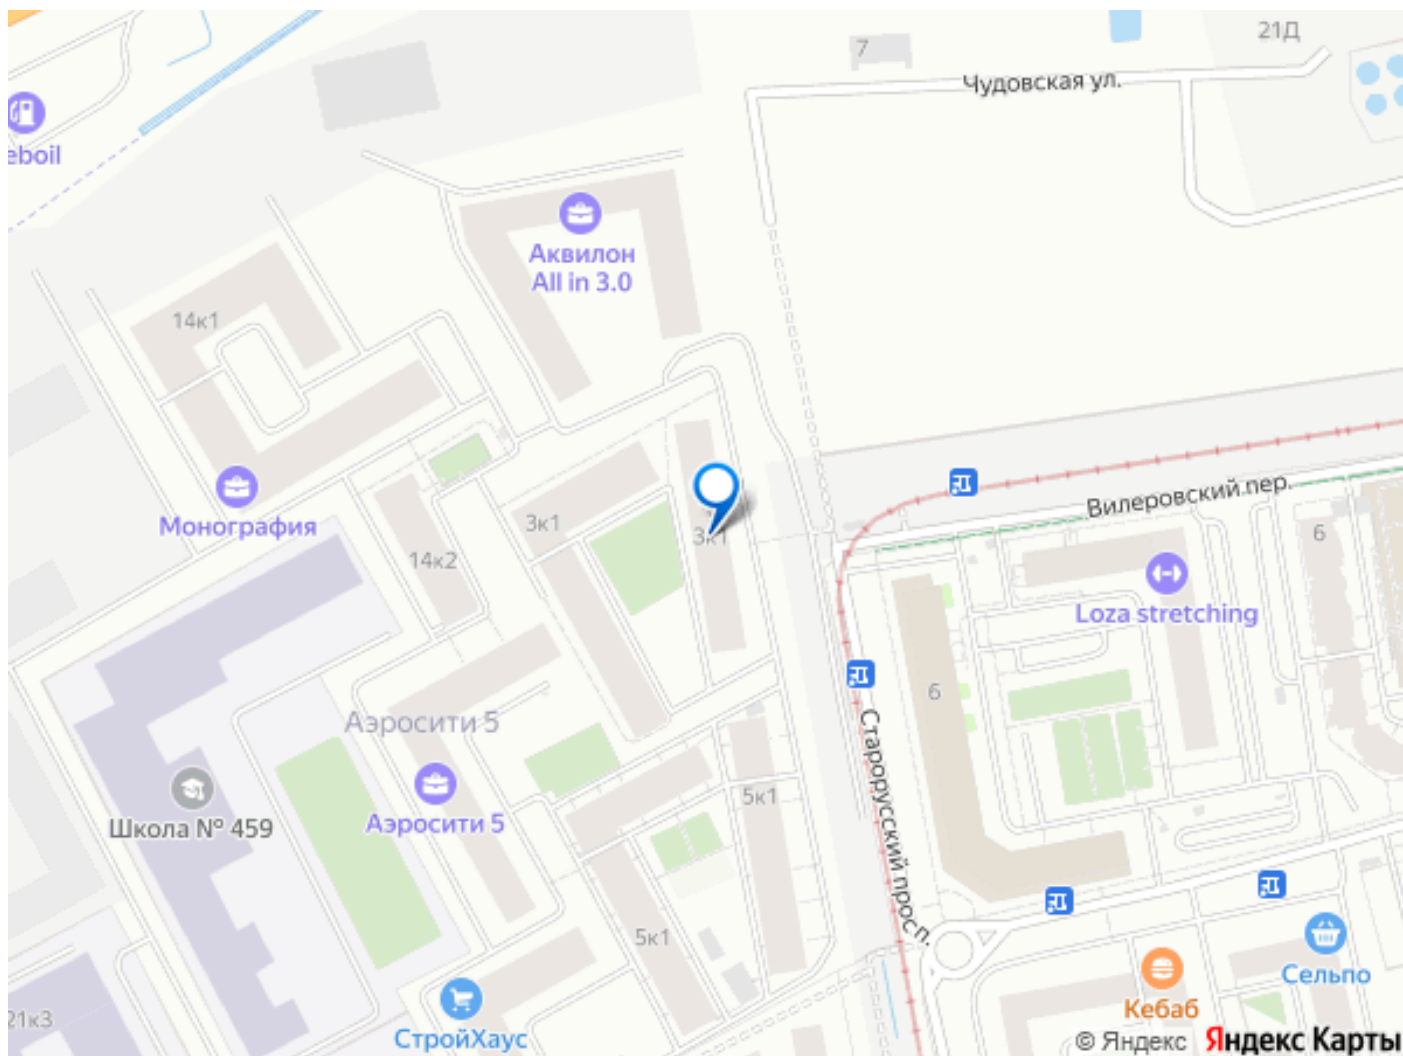 21Д
7
Чудовская ул.
eboil
Аквилон
All in 3.0
14к1
Монография
3к1
3к1
14к2
Вилеровский пер.
6
Loza stretching
6
Аэросити 5
Старорусский просп.
Школа № 459
Аэросити 5
5к1
5к1
21к3
СтройХаус
Кебаб
Сельпо
© Яндекс Яндекс Карты